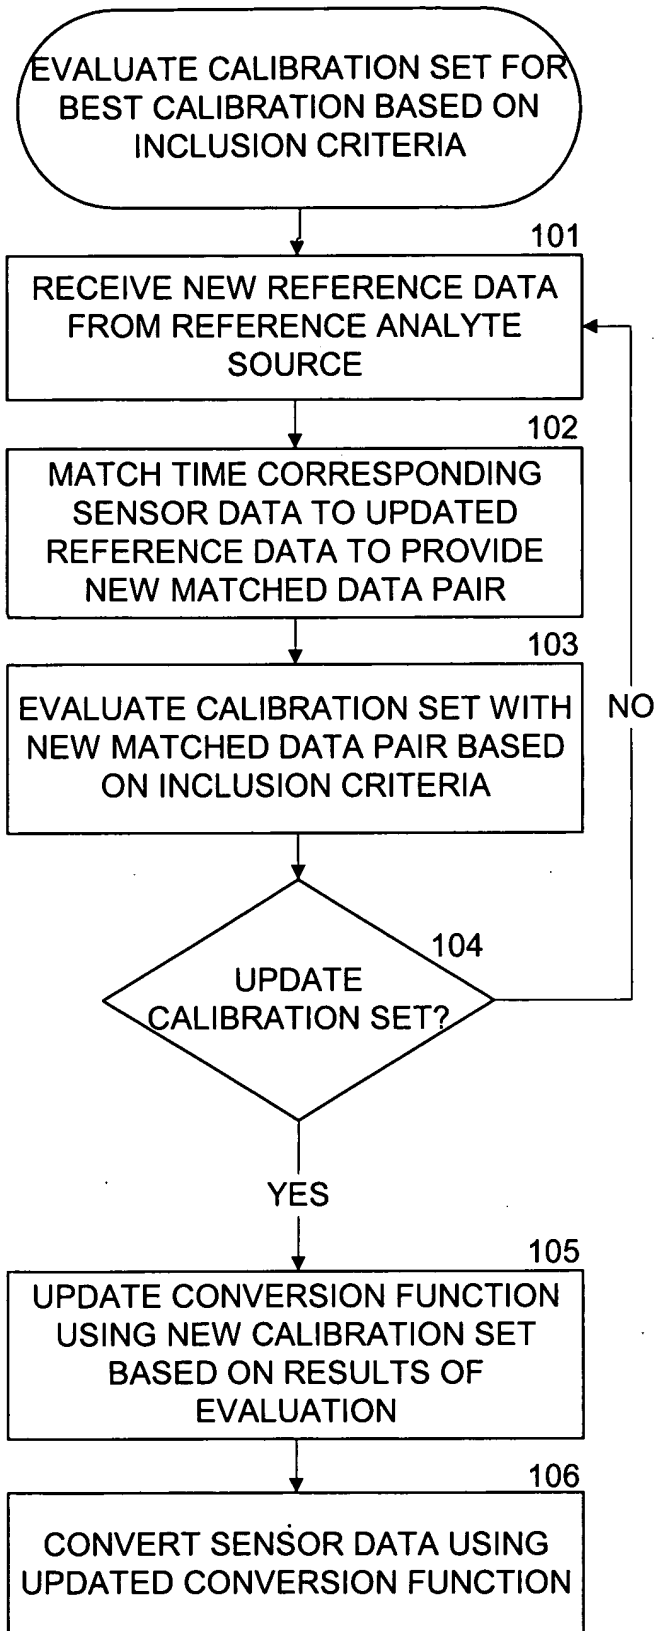 EVALUATE CALIBRATION SET FOR
BEST CALIBRATION BASED ON
INCLUSION CRITERIA
101
RECEIVE NEW REFERENCE DATA
FROM REFERENCE ANALYTE
SOURCE
102
MATCH TIME CORRESPONDING
SENSOR DATA TO UPDATED
REFERENCE DATA TO PROVIDE
NEW MATCHED DATA PAIR
103
EVALUATE CALIBRATION SET WITH
NEW MATCHED DATA PAIR BASED
ON INCLUSION CRITERIA
NO
104
UPDATE
CALIBRATION SET?
YES
105
UPDATE CONVERSION FUNCTION
USING NEW CALIBRATION SET
BASED ON RESULTS OF
EVALUATION
106
CONVERT SENSOR DATA USING
UPDATED CONVERSION FUNCTION